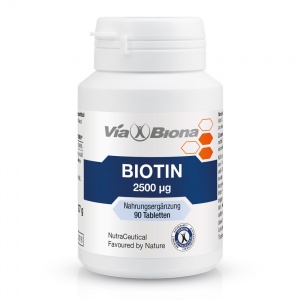 Via Biona
BIOTIN
2500 µg
Nahrungsergänzung
90 Tabletten
NutraCeutical
Favoured by Nature